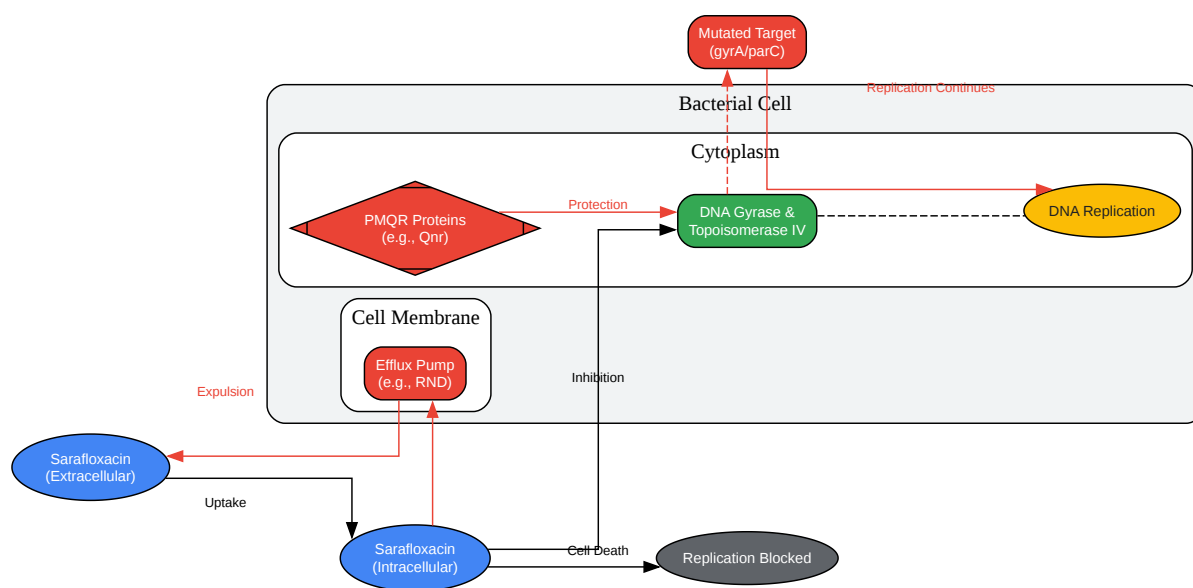 Mutated Target
(gyrA/parC)
Replication Continues
Bacterial Cell
Cytoplasm
PMQR Proteins
(e.g., Qnr)
Protection
DNA Gyrase &
Topoisomerase IV
DNA Replication
Cell Membrane
Efflux Pump
(e.g., RND)
Inhibition
Expulsion
Sarafloxacin
(Extracellular)
Uptake
Sarafloxacin
(Intracellular)
Cell Death
Replication Blocked